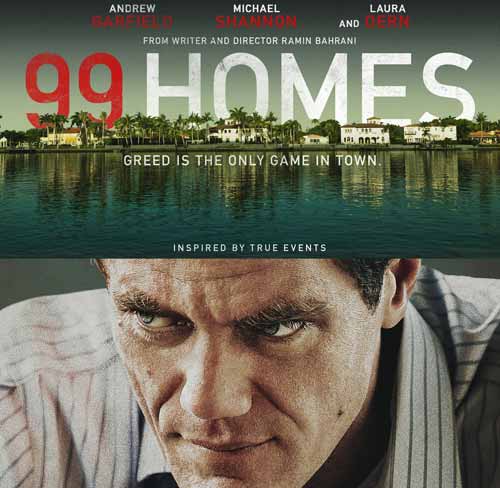 ANDREW MICHAEL LAURA
GARFIELD SHANNON AND DERN
FROM WRITER AND DIRECTOR RAMIN BAHRANI
99 HOMES
GREED IS THE ONLY GAME IN TOWN.
INSPIRED BY TRUE EVENTS